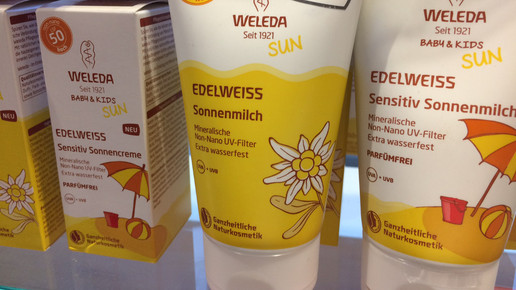 50
hoch
WELEDA
Seit 1921
BABY & KIDS
SUN
NEU
EDELWEISS
Sensitiv Sonnencreme
Mineralische
Non-Nano UV-Filter
Extra wasserfest
PARFÜMFREI
UVA + UVB
Ganzheitliche
Naturkosmetik
NEU
WELEDA
Seit 1921
SUN
EDELWEISS
Sonnenmilch
Mineralische
Non-Nano UV-Filter
Extra wasserfest
UVA + UVB
Ganzheitliche
Naturkosmetik
WELEDA
Seit 1921
BABY & KIDS
SUN
EDELWEISS
Sensitiv Sonnenmilch
Mineralische
Non-Nano UV-Filter
Extra wasserfest
PARFÜMFREI
UVA + UVB
Ganzheitliche
Naturkosmetik